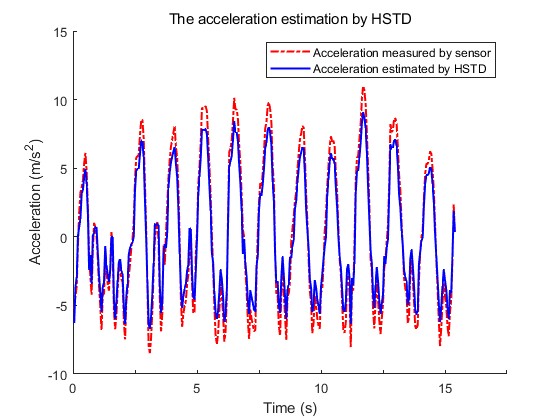 The acceleration estimation by HSTD
Acceleration measured by sensor
Acceleration estimated by HSTD
15
10
5
0
-5
-10
Acceleration (m/s²)
0
5
10
15
Time (s)